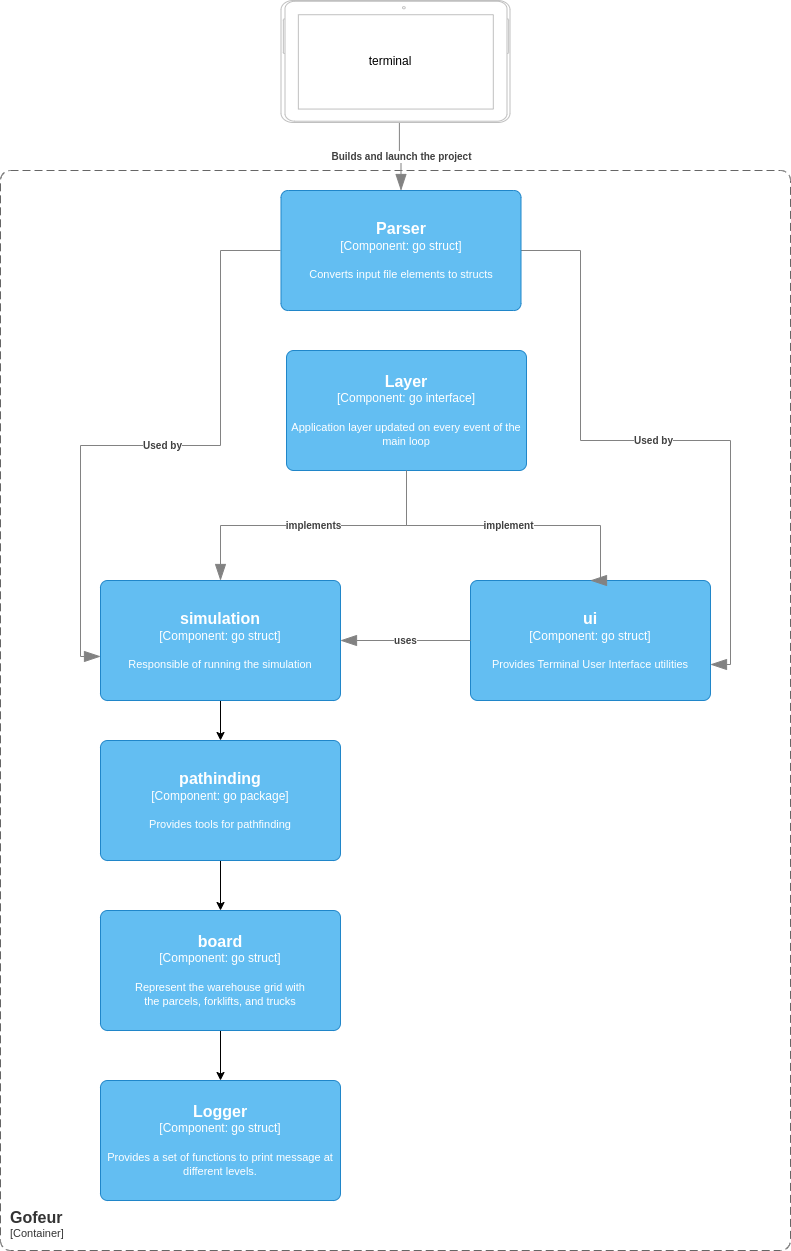 terminal
Builds and launch the project
Parser
[Component: go struct]
Converts input file elements to structs
Layer
[Component: go interface]
Application layer updated on every event of the
main loop
Used by
Used by
implements
implement
simulation
[Component: go struct]
Responsible of running the simulation
uses
ui
[Component: go struct]
Provides Terminal User Interface utilities
pathinding
[Component: go package]
Provides tools for pathfinding
board
[Component: go struct]
Represent the warehouse grid with
the parcels, forklifts, and trucks
Logger
[Component: go struct]
Provides a set of functions to print message at
different levels.
Gofeur
[Container]